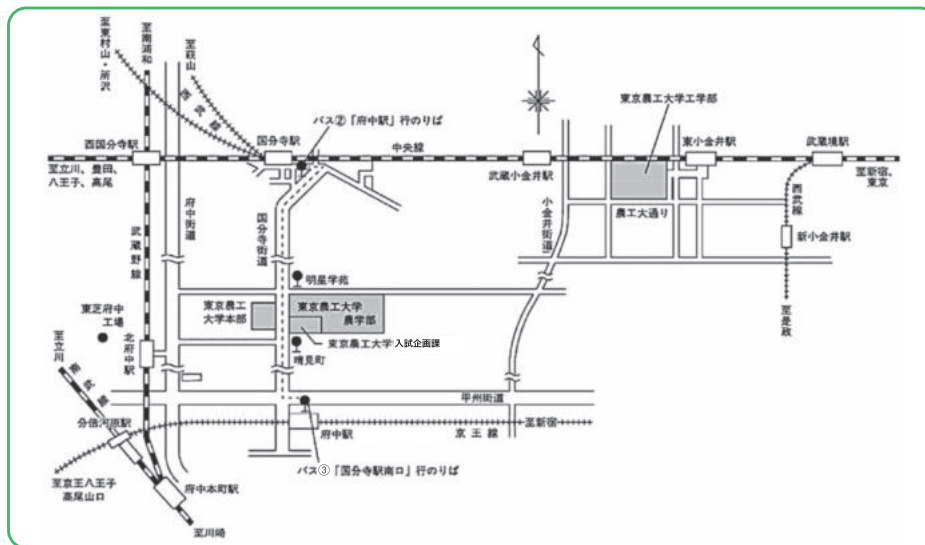 至東村山・所沢
至南浦和
至萩山
西武線
バス②「府中駅」行のりば
東京農工大学工学部
西国分寺駅
国分寺駅
中央線
武蔵小金井駅
東小金井駅
武蔵境駅
至立川、豊田、
八王子、高尾
至新宿、
東京
府中街道
国分寺街道
小金井街道
農工大通り
西武線
新小金井駅
武蔵野線
明星学苑
至是政
東芝府中
工場
東京農工
大学本部
東京農工大学
農学部
東京農工大学入試企画課
北府中駅
晴見町
至立川
南武線
甲州街道
分倍河原駅
府中駅
京王線
至新宿
至京王八王子
高尾山口
府中本町駅
バス③「国分寺駅南口」行のりば
至川崎